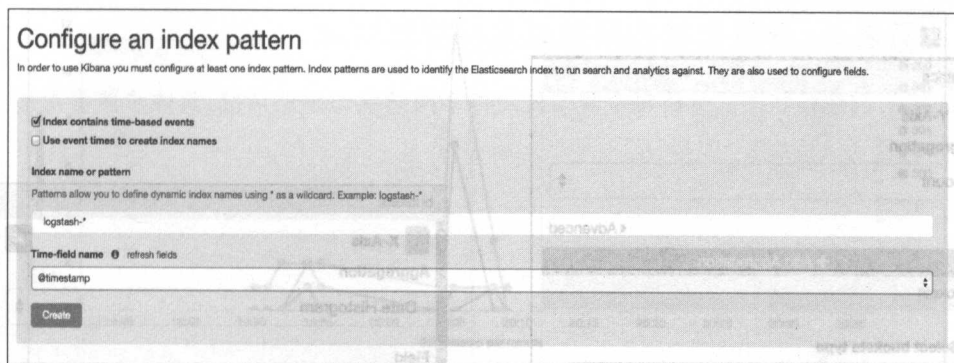 Configure an index pattern
In order to use Kibana you must configure at least one index pattern. Index patterns are used to identify the Elasticsearch index to run search and analytics against. They are also used to configure fields.
Index contains time-based events
Use event times to create index names
Index name or pattern
Patterns allow you to define dynamic index names using * as a wildcard. Example: logstash-*
logstash-*
Time-field name refresh fields
@timestamp
Create